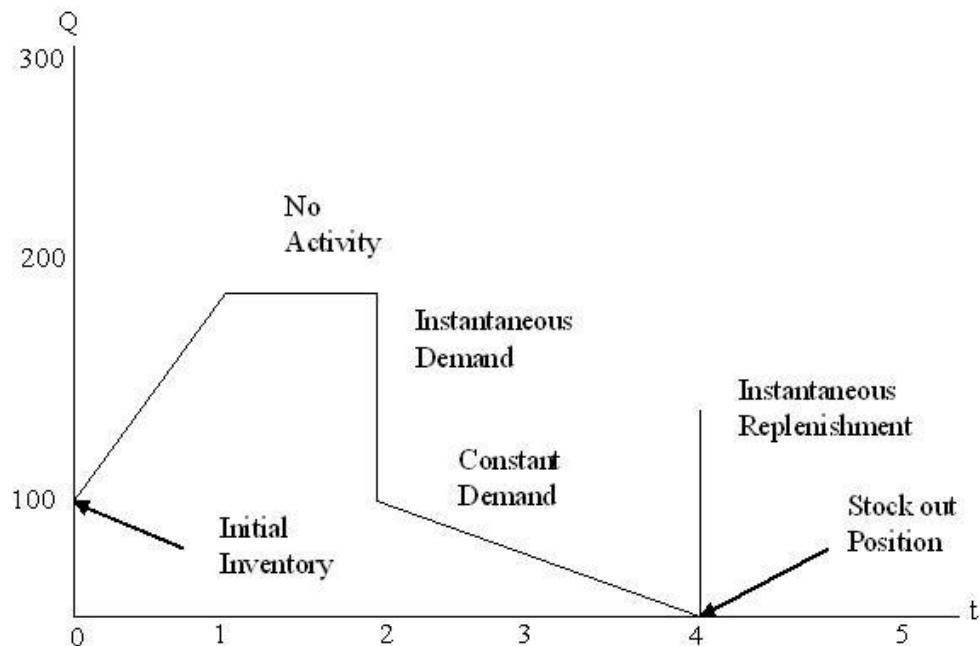 Q
300
No
Activity
200
Instantaneous
Demand
Instantaneous
Replenishment
Constant
Demand
100
Initial
Inventory
Stock out
Position
t
0 1 2 3 4 5